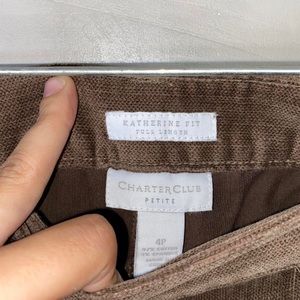 KATHERINE FIT
FULL LENGTH
CHARTER CLUB
PETITE
4P